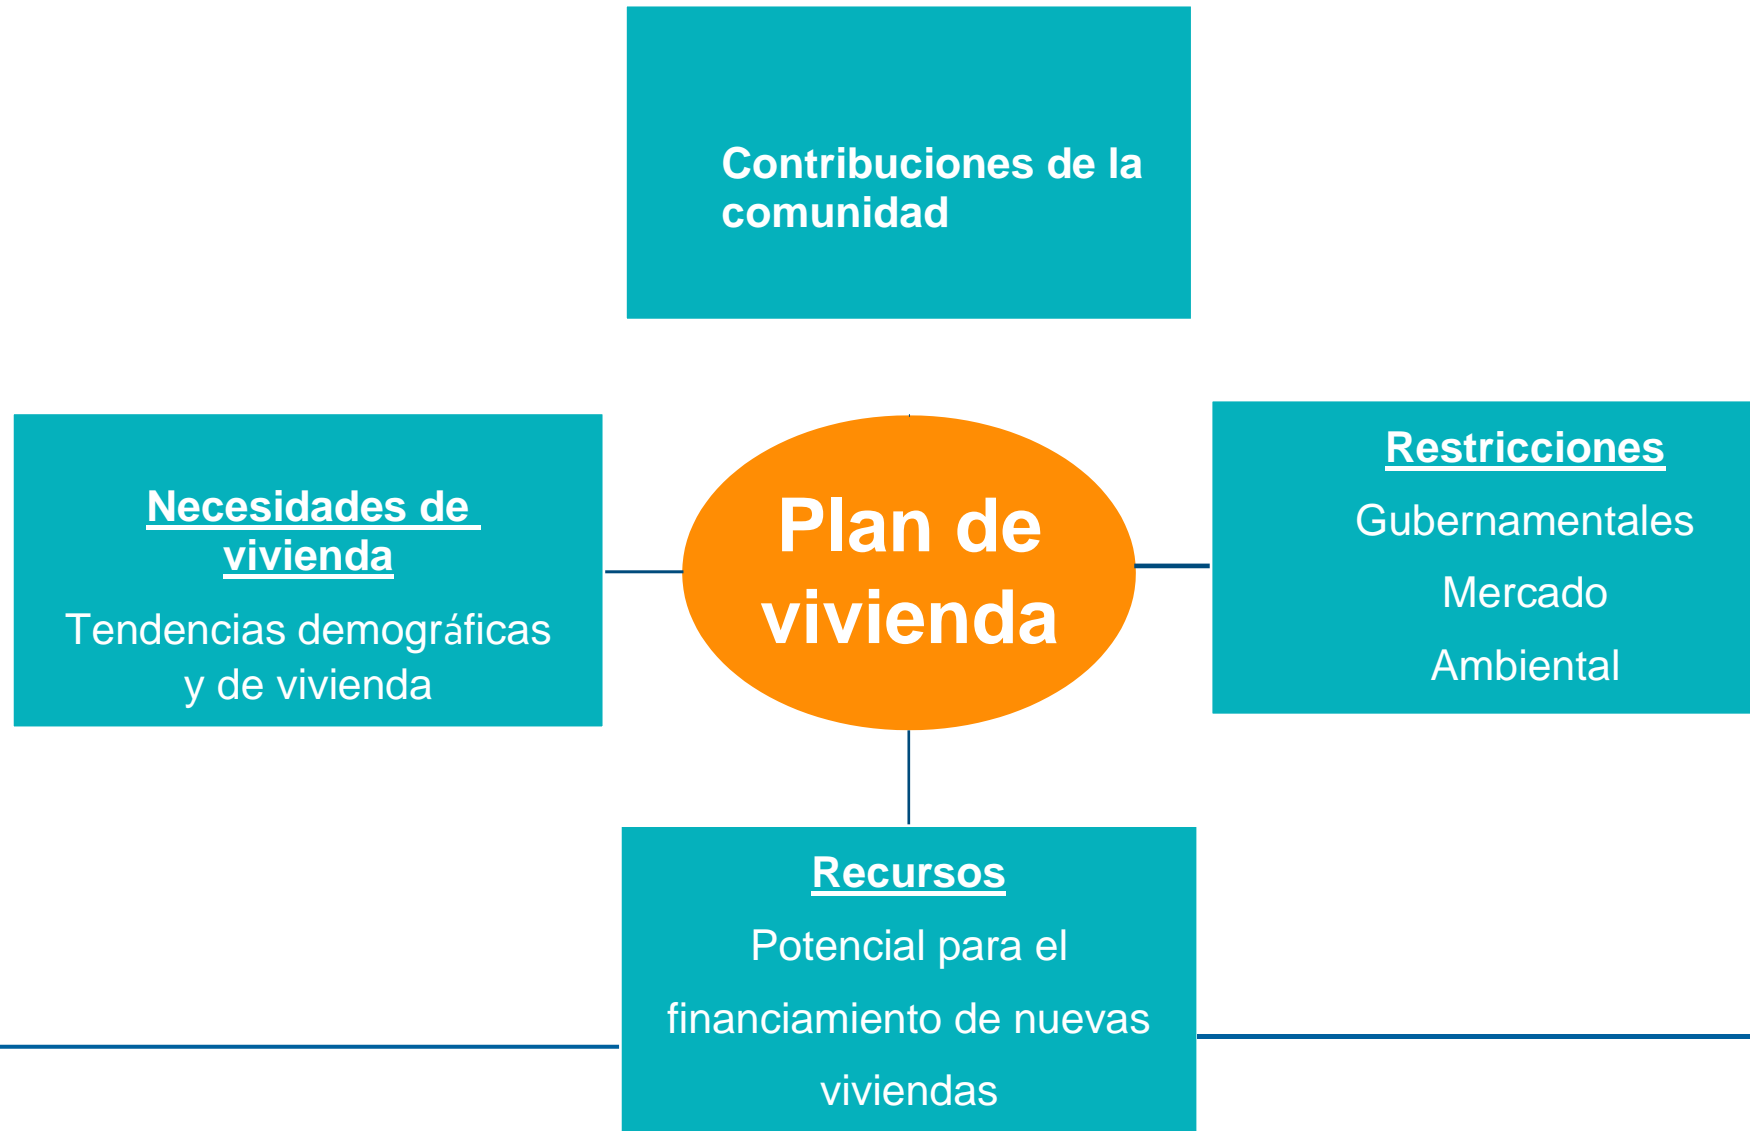 Contribuciones de la
comunidad
Necesidades de
vivienda
Tendencias demográficas
y de vivienda
Plan de
vivienda
Restricciones
Gubernamentales
Mercado
Ambiental
Recursos
Potencial para el
financiamiento de nuevas
viviendas